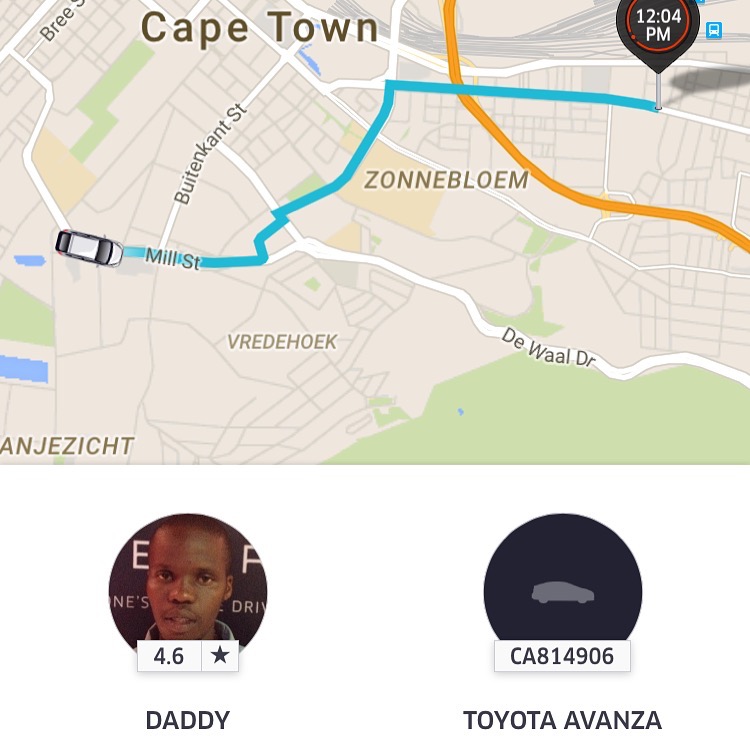 Bree S
Cape Town
12:04
PM
Buitenkant St
ZONNEBLOEM
Mill St
VREDEHOEK
De Waal Dr
ANJEZICHT
E
NE'S
DRIV
4.6 ★
CA814906
DADDY
TOYOTA AVANZA